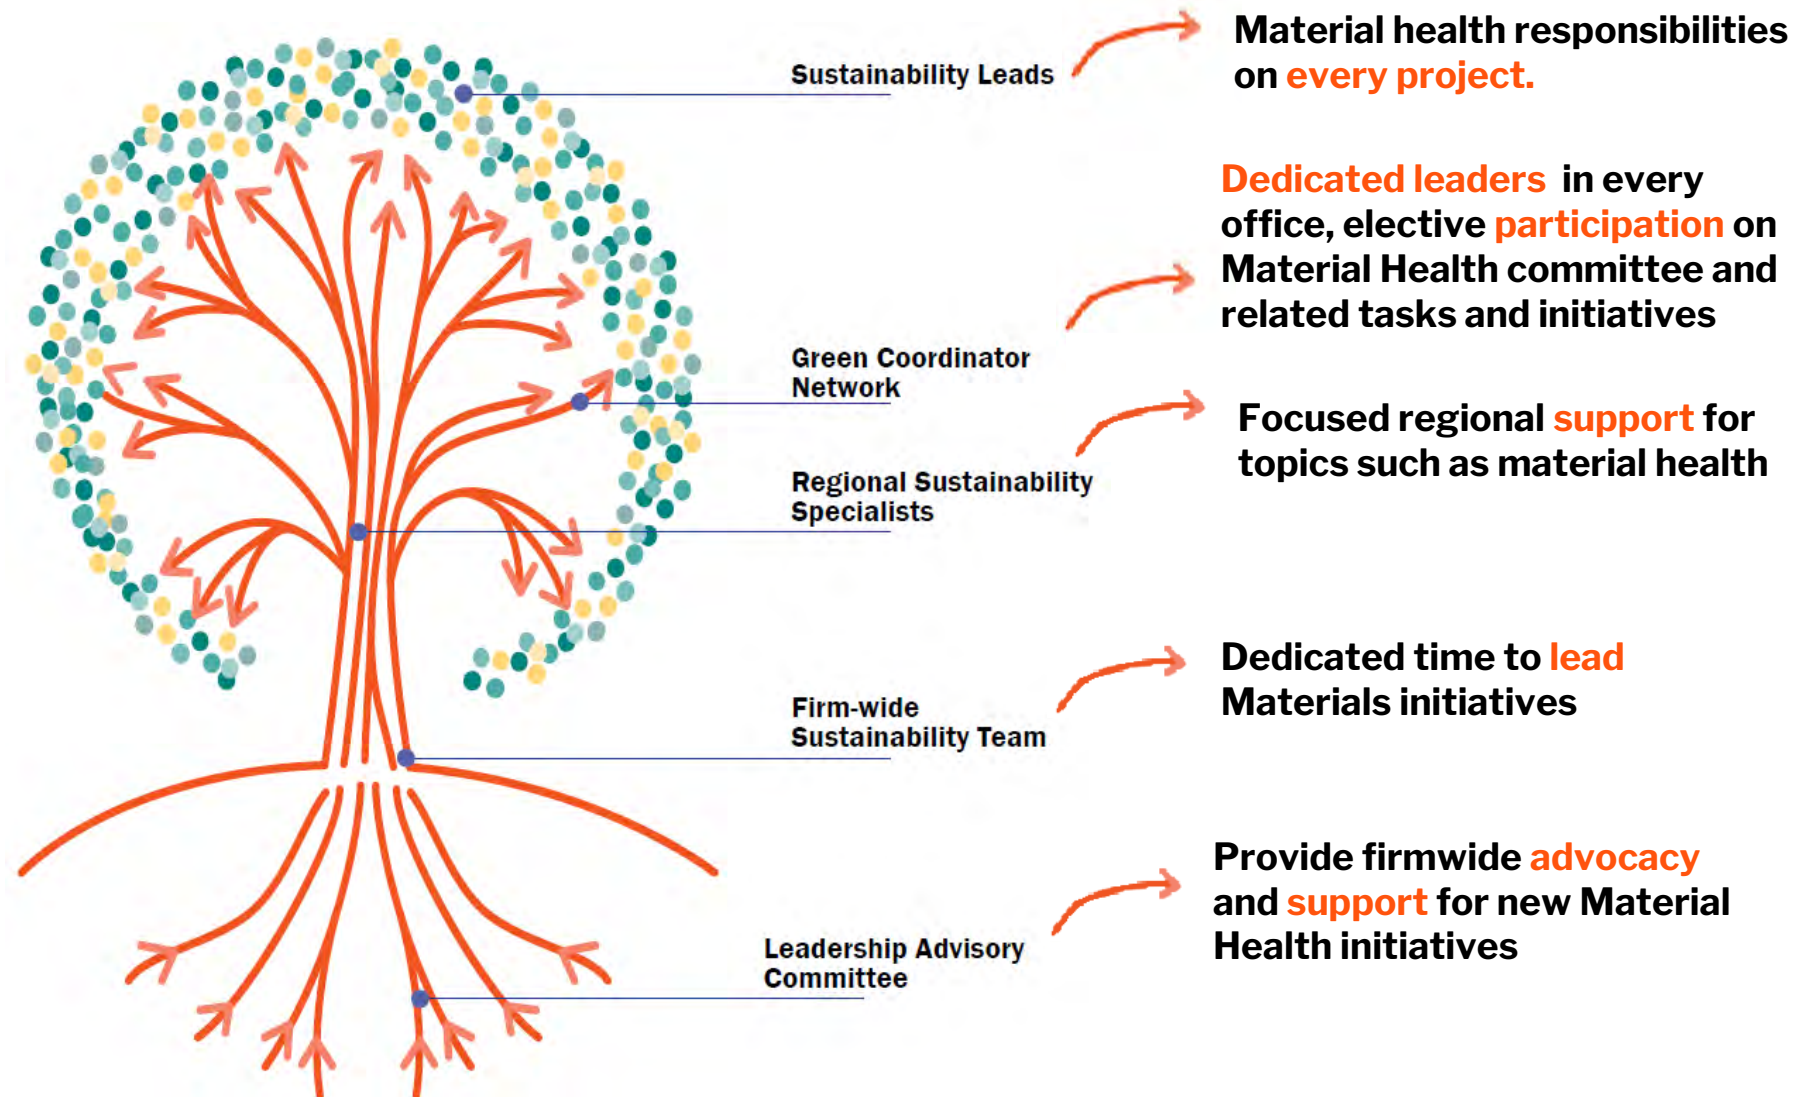 Sustainability Leads
Material health responsibilities
on every project.
Green Coordinator
Network
Dedicated leaders in every
office, elective participation on
Material Health committee and
related tasks and initiatives
Regional Sustainability
Specialists
Focused regional support for
topics such as material health
Firm-wide
Sustainability Team
Dedicated time to lead
Materials initiatives
Leadership Advisory
Committee
Provide firmwide advocacy
and support for new Material
Health initiatives